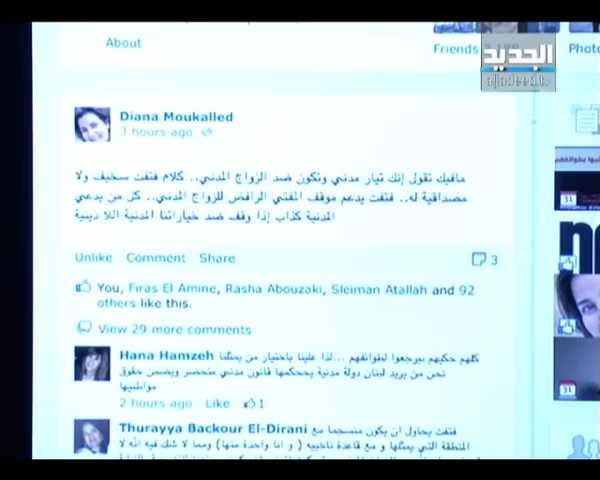 About
Friends
Photo
الجديد
aljadeed.tv
Diana Moukalled
3 hours ago
مافيك تقول إنك تيار مدني وتكون ضد الزواج المدني.. كلام فتفت سخيف ولا
مصداقية له.. فتفت يدعم موقف المفتي الرافض للزواج المدني.. كل من يدعي
المدنية كذاب إذا وقف ضد خياراتنا المدنية اللا دينية
Unlike Comment Share 3
You, Firas El Amine, Rasha Abouzaki, Sleiman Atallah and 92
others like this.
View 29 more comments
Hana Hamzeh كلهم حكيهم بيرجعوا لطوائفهم ...لذا علينا باختيار من يمثلنا
نحن من يريد لبنان دولة مدنية يححكمها قانون مدني متحضر ويضمن حقوق
مواطنيها
2 hours ago Like 1
Thurayya Backour El-Dirani فتفت يحاول ان يكون منسجما مع
المنطقة التي يمثلها و مع قاعدة ناخبيه ( و انا واحدة منها) ومما لا شك فيه انه لا